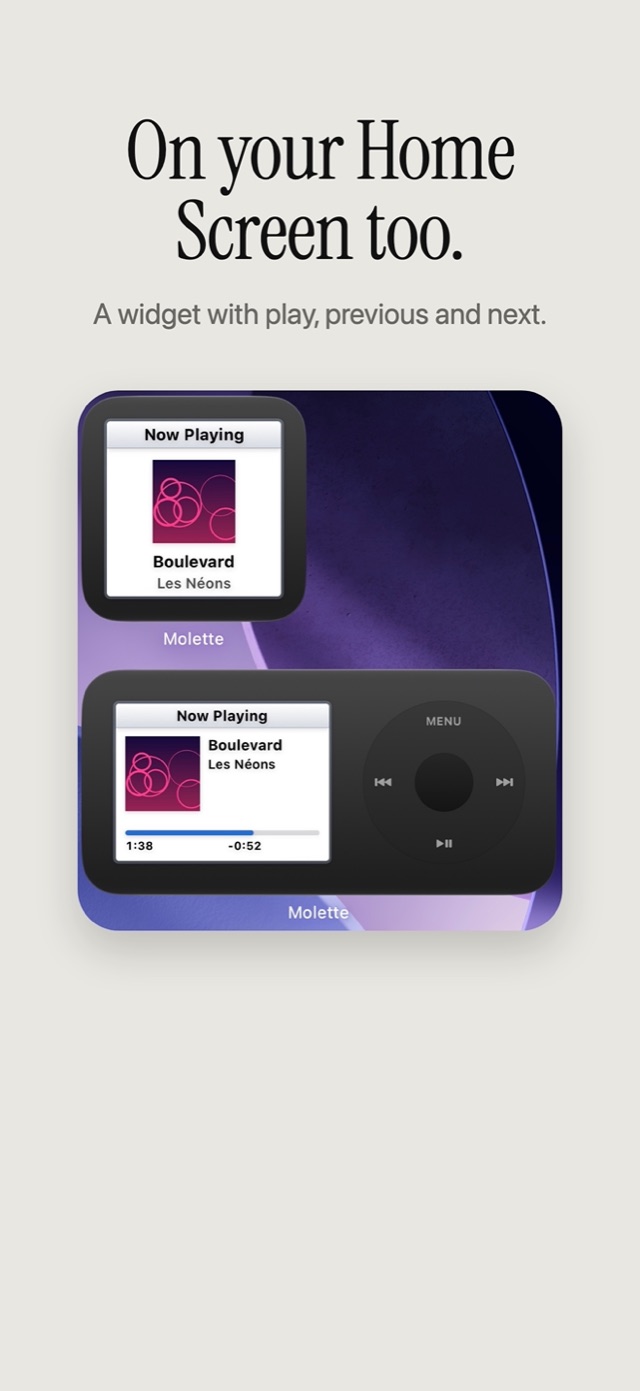 On your Home
Screen too.
A widget with play, previous and next.
Now Playing
Boulevard
Les Néons
Molette
Now Playing
Boulevard
Les Néons
1:38 -0:52
MENU
Molette